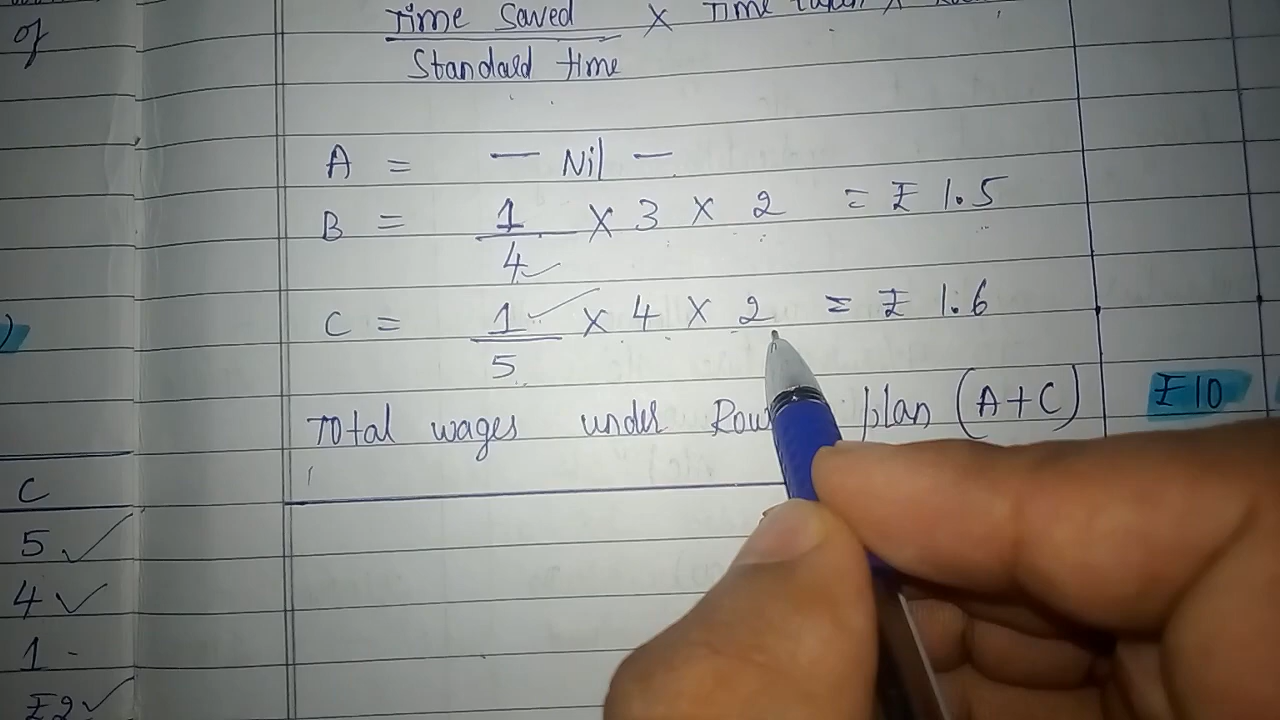 of
Time Saved × Time taken ×
Standard time
A = — Nil —
B = 1/4 × 3 × 2 = ₹ 1.5
C = 1/5 × 4 × 2 = ₹ 1.6
Total wages under plan (A+C) ₹10
C
5 ✓
4 ✓
1 -
₹2 ✓